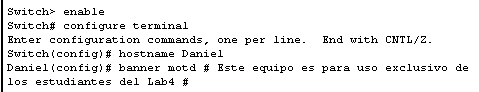 Switch> enable
Switch# configure terminal
Enter configuration commands, one per line.  End with CNTL/Z.
Switch(config)# hostname Daniel
Daniel(config)# banner motd # Este equipo es para uso exclusivo de
los estudiantes del Lab4 #